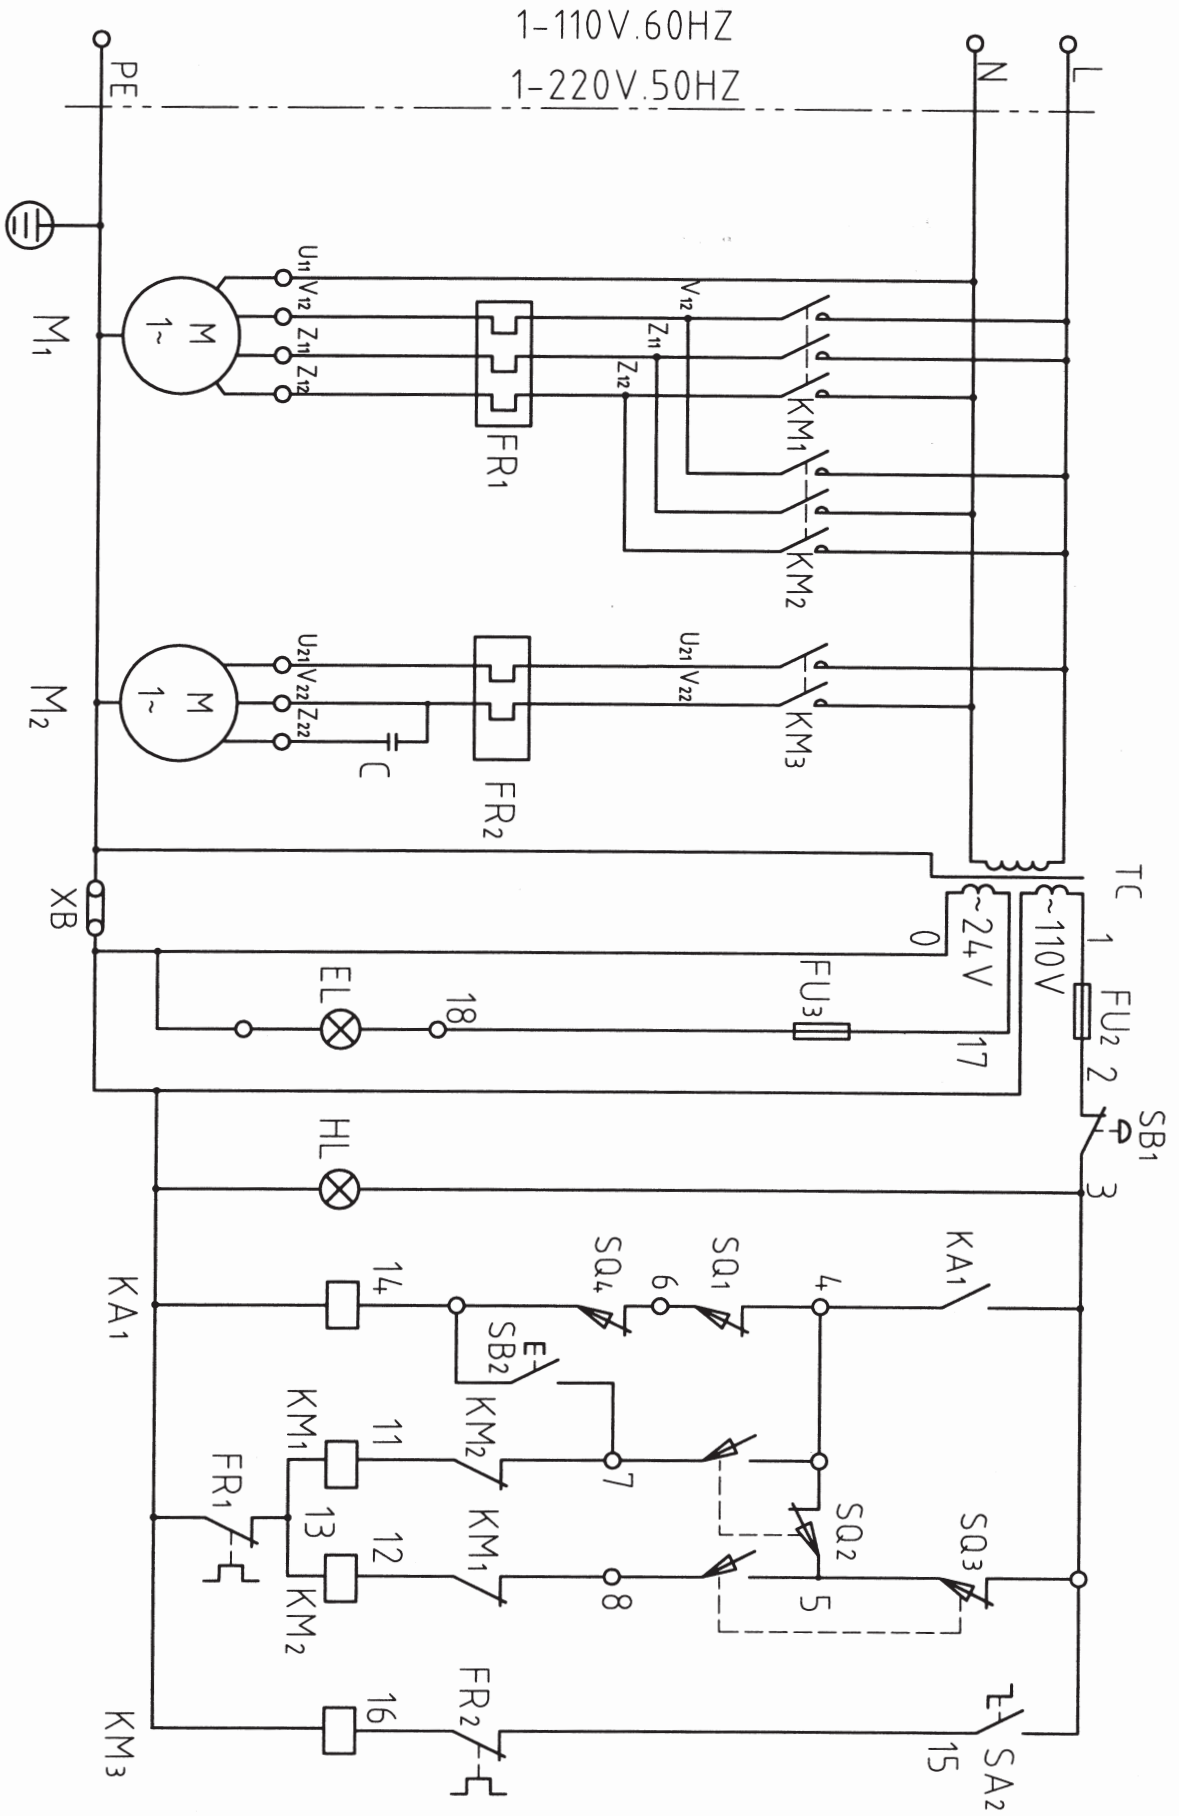 1-110V.60HZ
1-220V.50HZ
L
N
PE
U11
V12
Z11
Z12
M
1~
M1
FR1
V12
Z11
Z12
KM1
KM2
U21
V22
Z22
M
1~
M2
C
FR2
U21
V22
KM3
TC
~110V
~24V
0
1
FU2
2
SB1
3
XB
EL
18
FU3
17
HL
KA1
4
SQ1
6
SQ4
14
KA1
SB2
7
KM2
11
KM1
SQ2
SQ3
5
8
KM1
12
KM2
13
FR1
SA2
15
FR2
16
KM3